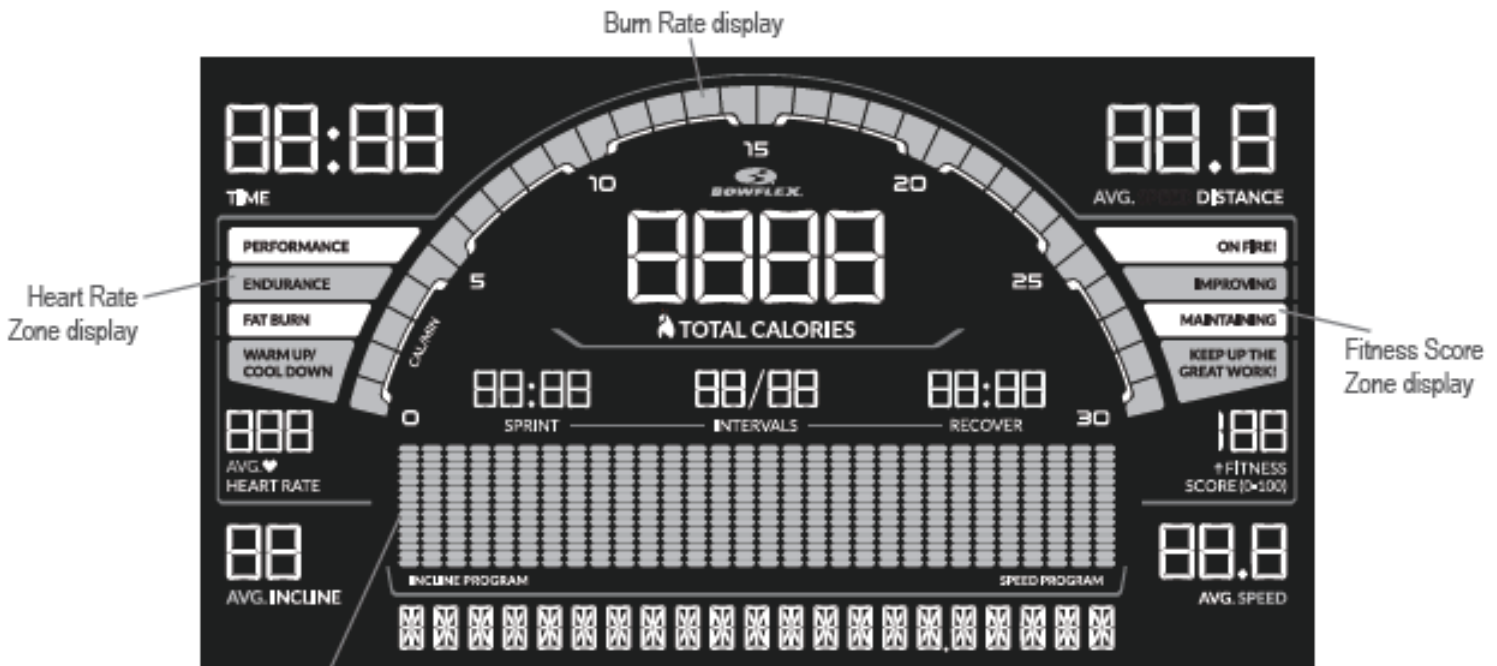 Burn Rate display
88:88
88.8
TIME
AVG. DISTANCE
15
10
20
BOWFLEX.
PERFORMANCE
ON FIRE!
8888
ENDURANCE
IMPROVING
5
25
Heart Rate
Zone display
FAT BURN
MAINTAINING
TOTAL CALORIES
CAL/MIN
WARM UP/
COOL DOWN
KEEP UP THE
GREAT WORK!
Fitness Score
Zone display
88:88
88/88
88:88
0
30
SPRINT
INTERVALS
RECOVER
888
188
AVG.
HEART RATE
FITNESS
SCORE (0-100)
88
88.8
INCLINE PROGRAM
SPEED PROGRAM
AVG. INCLINE
AVG. SPEED